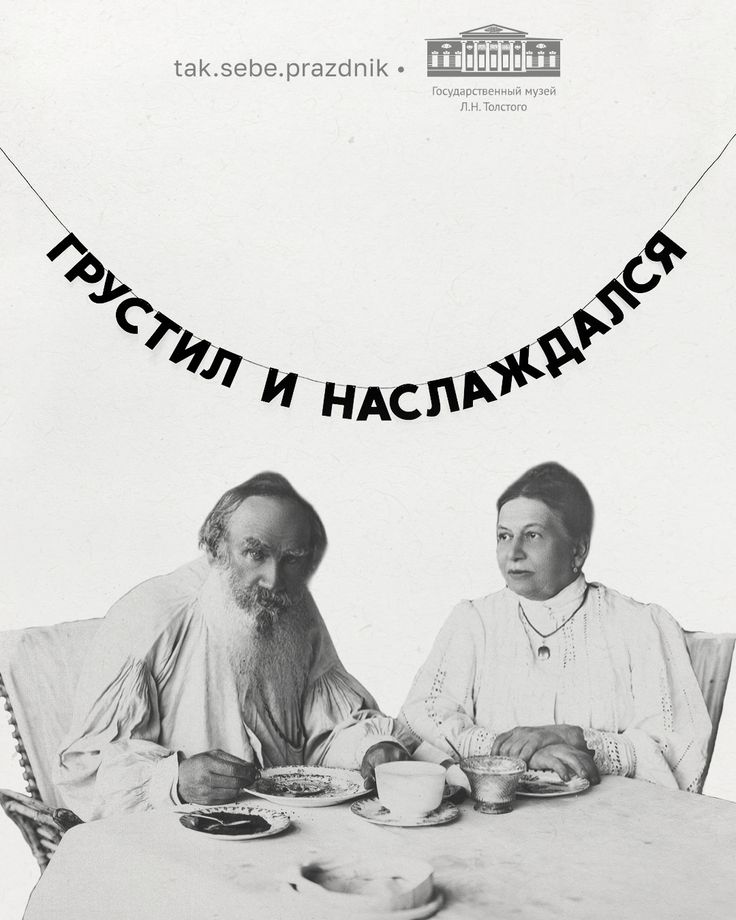 tak.sebe.prazdnik •
Государственный музей
Л.Н. Толстого
ГРУСТИЛ И НАСЛАЖДАЛСЯ